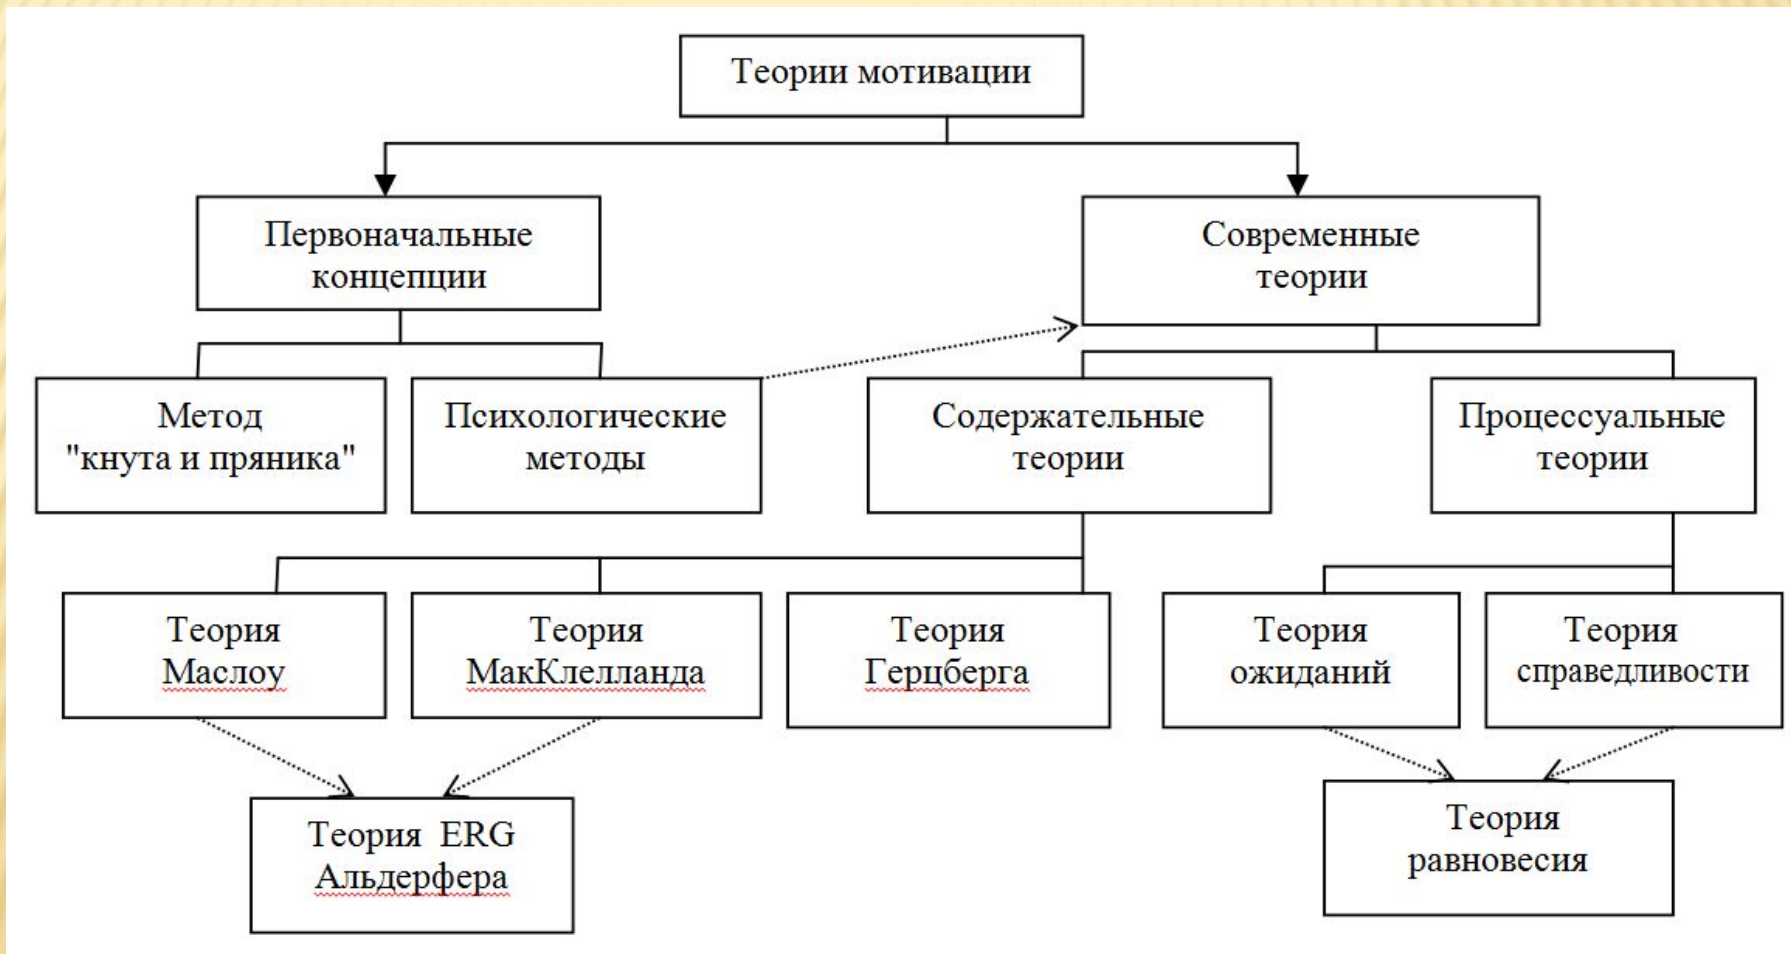 Теории мотивации
Первоначальные
концепции
Современные
теории
Метод
"кнута и пряника"
Психологические
методы
Содержательные
теории
Процессуальные
теории
Теория
Маслоу
Теория
МакКлелланда
Теория
Герцберга
Теория
ожиданий
Теория
справедливости
Теория ERG
Альдерфера
Теория
равновесия